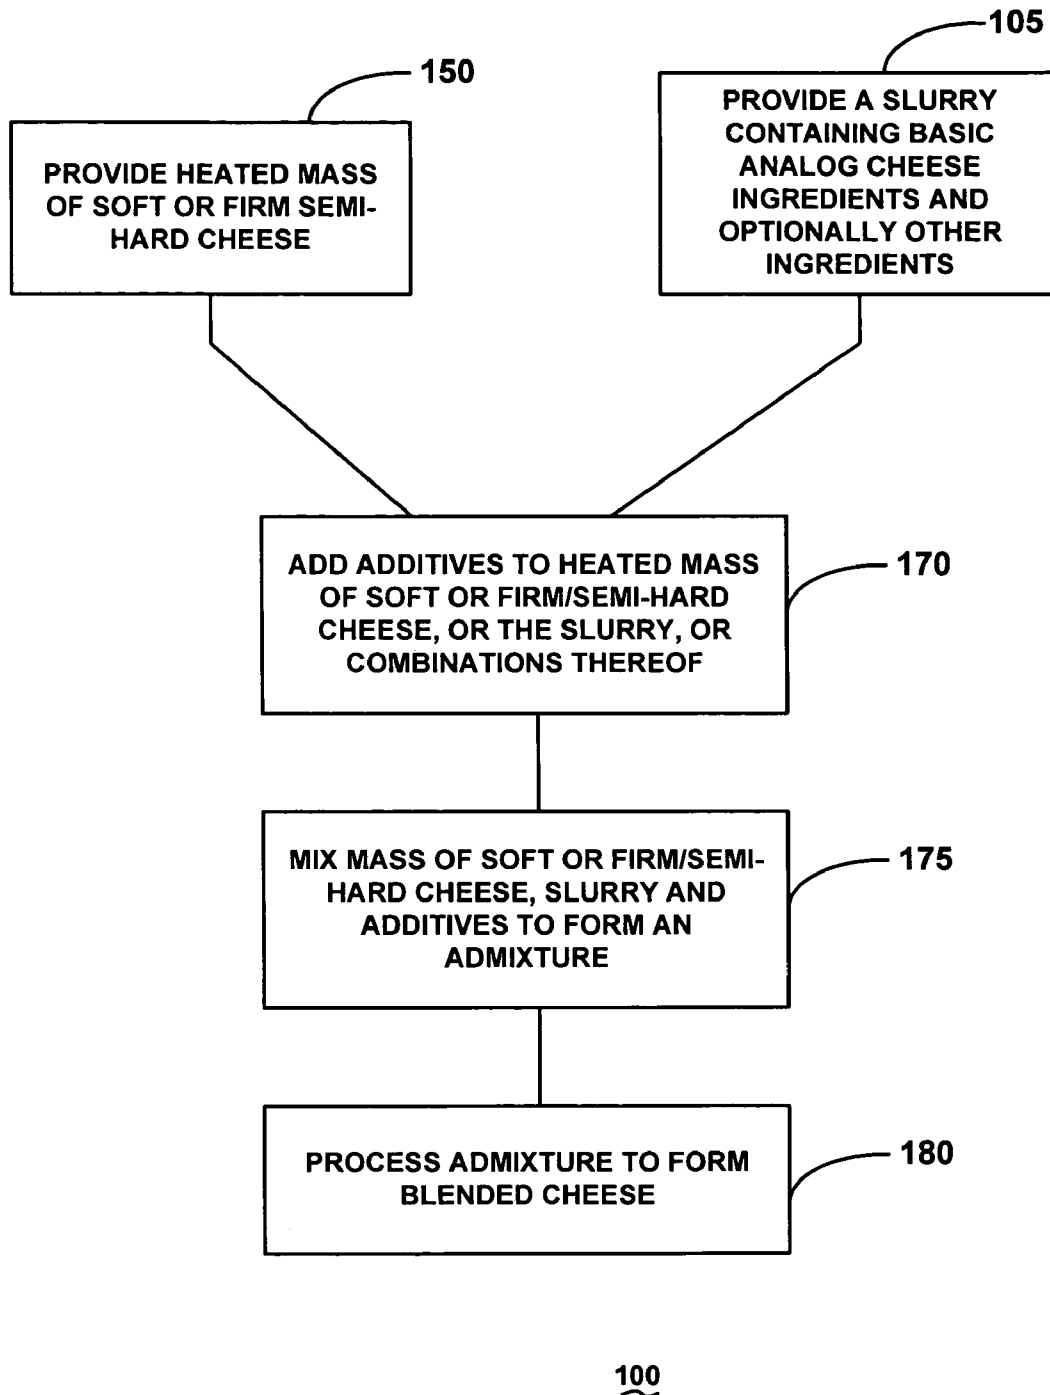 105
150
PROVIDE A SLURRY
CONTAINING BASIC
ANALOG CHEESE
INGREDIENTS AND
OPTIONALLY OTHER
INGREDIENTS
PROVIDE HEATED MASS
OF SOFT OR FIRM SEMI-
HARD CHEESE
ADD ADDITIVES TO HEATED MASS
OF SOFT OR FIRM/SEMI-HARD
CHEESE, OR THE SLURRY, OR
COMBINATIONS THEREOF
170
MIX MASS OF SOFT OR FIRM/SEMI-
HARD CHEESE, SLURRY AND
ADDITIVES TO FORM AN
ADMIXTURE
175
PROCESS ADMIXTURE TO FORM
BLENDED CHEESE
180
100